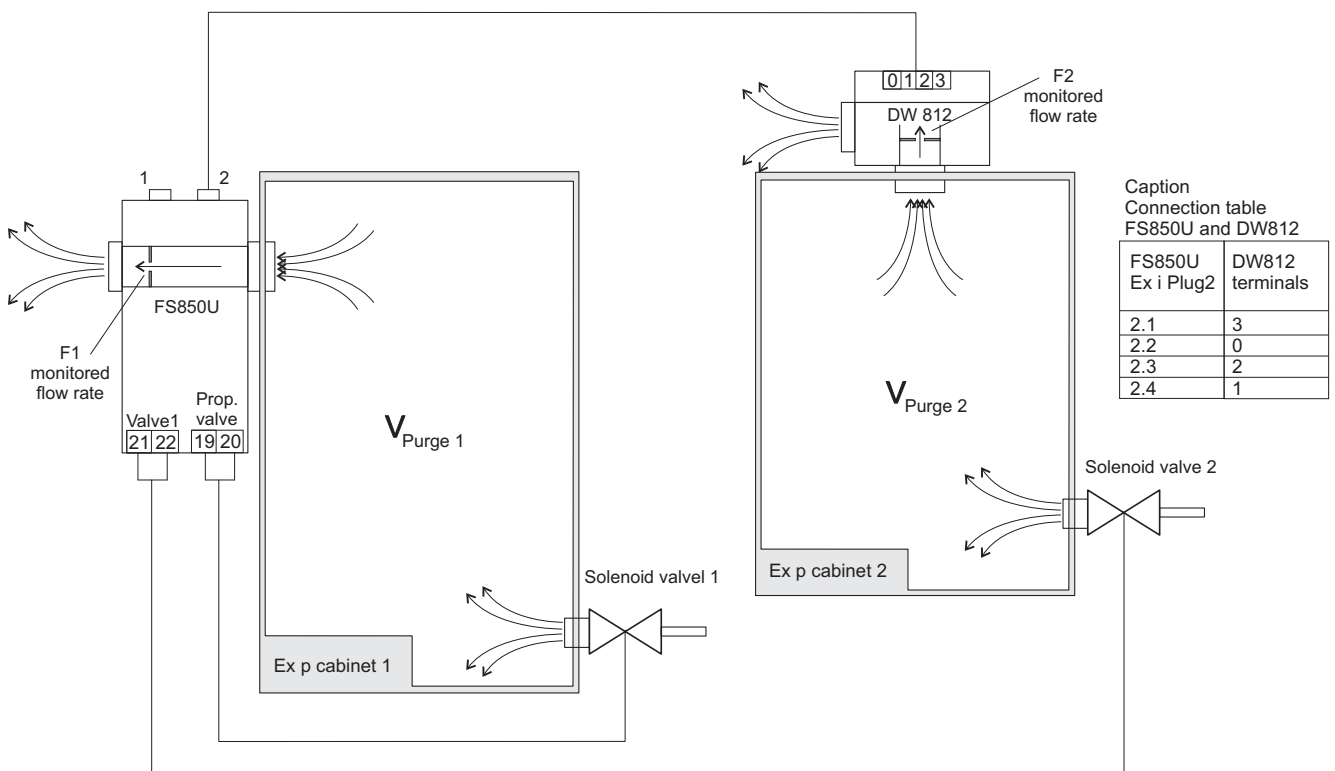 0 1 2 3
DW 812
F2
monitored
flow rate
1 2
FS850U
F1
monitored
flow rate
Valve1
Prop.
valve
21 22
19 20
V Purge 1
Ex p cabinet 1
Solenoid valvel 1
V Purge 2
Ex p cabinet 2
Solenoid valve 2
Caption
Connection table
FS850U and DW812
FS850U
Ex i Plug2
DW812
terminals
2.1 3
2.2 0
2.3 2
2.4 1